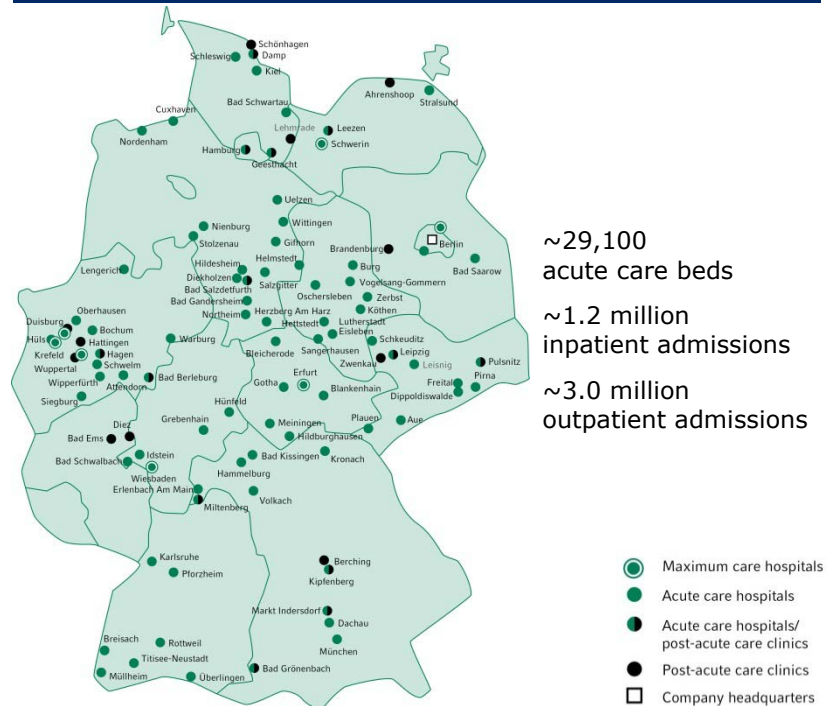 Schönhagen
Damp
Schleswig
Kiel
Ahrenshoop
Stralsund
Bad Schwartau
Cuxhaven
Lehmrade
Leezen
Nordenham
Schwerin
Hamburg
Geesthacht
Uelzen
Nienburg
Wittingen
Stolzenau
Gifhorn
Brandenburg
Berlin
Hildesheim
Helmstedt
Lengerich
Diekholzen
Burg
Bad Saarow
Bad Salzdetfurth
Salzgitter
Vogelsang-Gommern
Bad Gandersheim
Oschersleben
Zerbst
Oberhausen
Northeim
Herzberg Am Harz
Köthen
Duisburg
Bochum
Hettstedt
Lutherstadt
Eisleben
Hüls
Hattingen
Warburg
Schkeuditz
Krefeld
Hagen
Bleicherode
Sangerhausen
Leipzig
Pulsnitz
Wuppertal
Schwelm
Zwenkau
Leisnig
Wipperfürth
Bad Berleburg
Erfurt
Pirna
Attendorn
Gotha
Blankenhain
Freital
Siegburg
Dippoldiswalde
Hünfeld
Plauen
Aue
Diez
Grebenhain
Meiningen
Hildburghausen
Bad Ems
Idstein
Bad Kissingen
Kronach
Bad Schwalbach
Hammelburg
Wiesbaden
Erlenbach Am Main
Volkach
Miltenberg
Karlsruhe
Berching
Pforzheim
Kipfenberg
Markt Indersdorf
Dachau
Breisach
Rottweil
München
Titisee-Neustadt
Bad Grönenbach
Müllheim
Überlingen
~29,100
acute care beds
~1.2 million
inpatient admissions
~3.0 million
outpatient admissions
Maximum care hospitals
Acute care hospitals
Acute care hospitals/
post-acute care clinics
Post-acute care clinics
Company headquarters